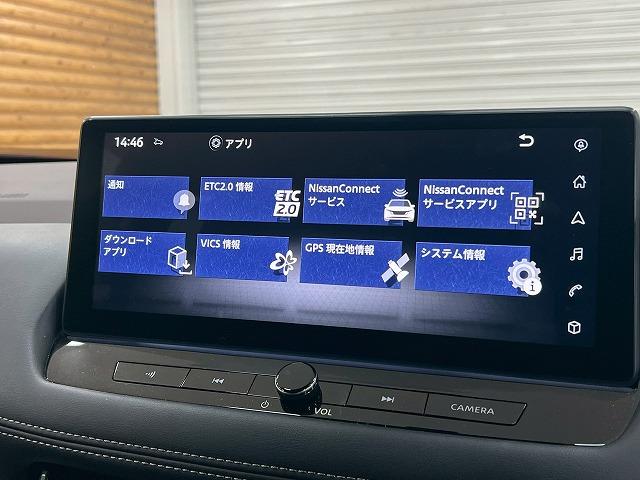 14:46
アプリ
通知
ETC2.0 情報
ETC
2.0
NissanConnect
サービス
NissanConnect
サービスアプリ
ダウンロード
アプリ
VICS 情報
GPS 現在地情報
システム情報
i
VOL
CAMERA